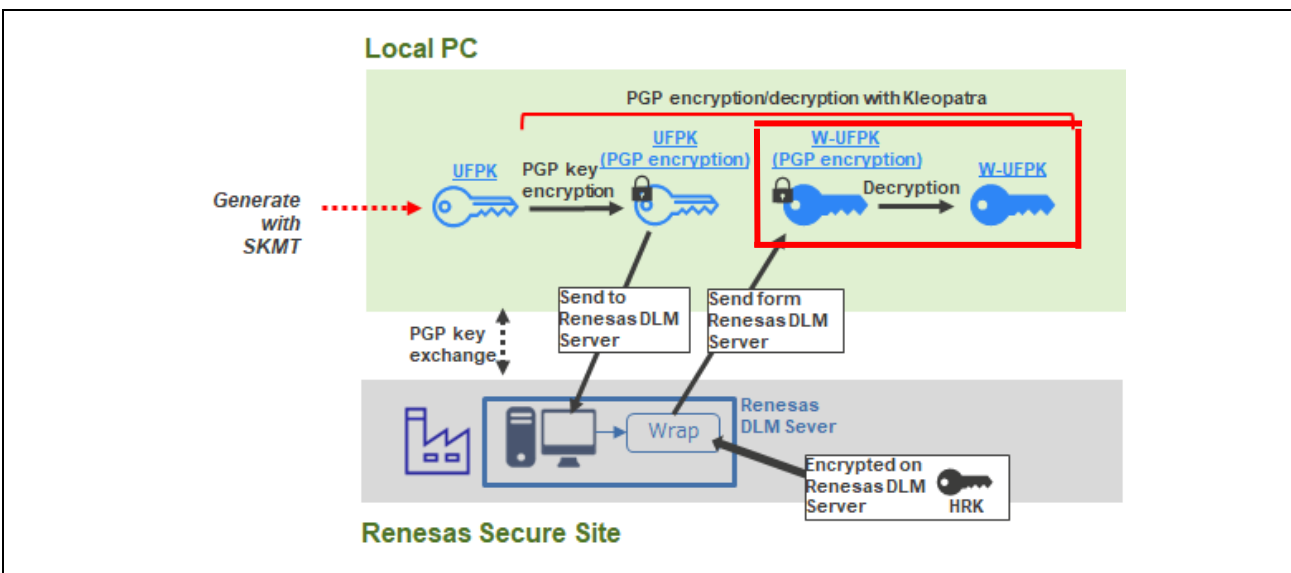 Local PC
PGP encryption/decryption with Kleopatra
UFPK
UFPK
(PGP encryption)
W-UFPK
(PGP encryption)
W-UFPK
PGP key
encryption
Decryption
Generate
with
SKMT
Send to
Renesas DLM
Server
Send form
Renesas DLM
Server
PGP key
exchange
Wrap
Renesas
DLM Sever
Encrypted on
Renesas DLM
Server
HRK
Renesas Secure Site